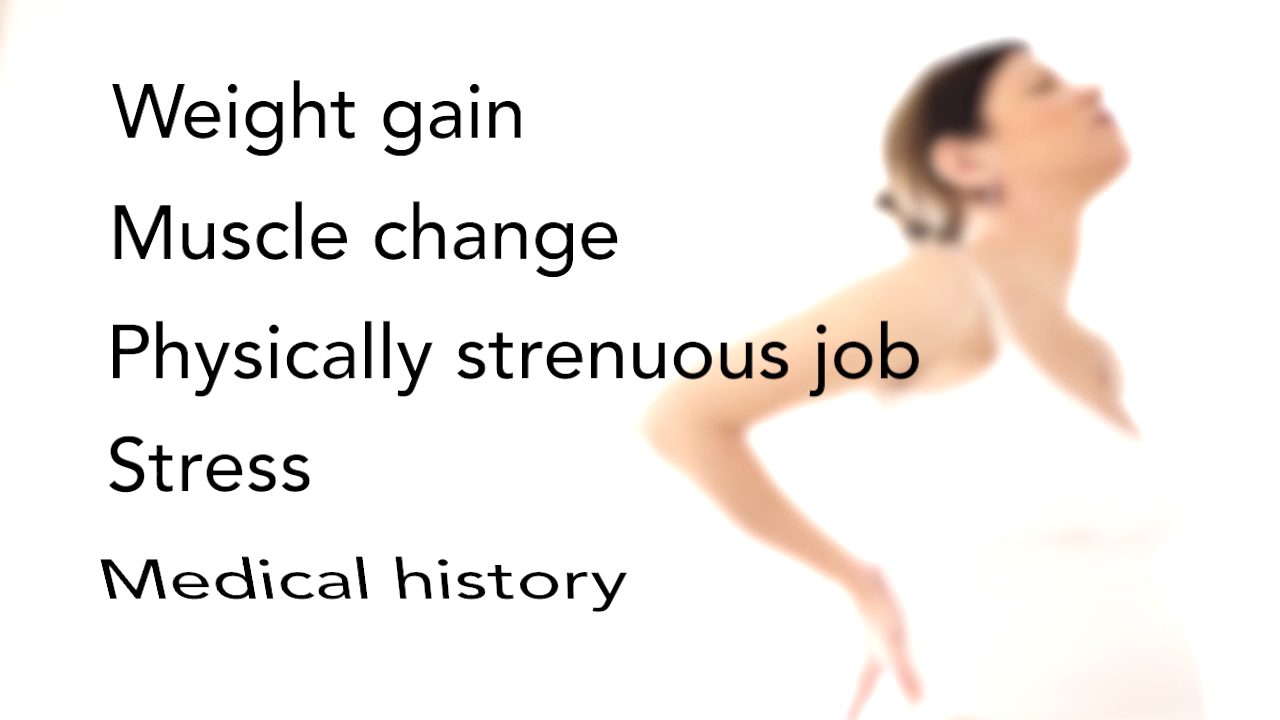 Weight gain
Muscle change
Physically strenuous job
Stress
Medical history